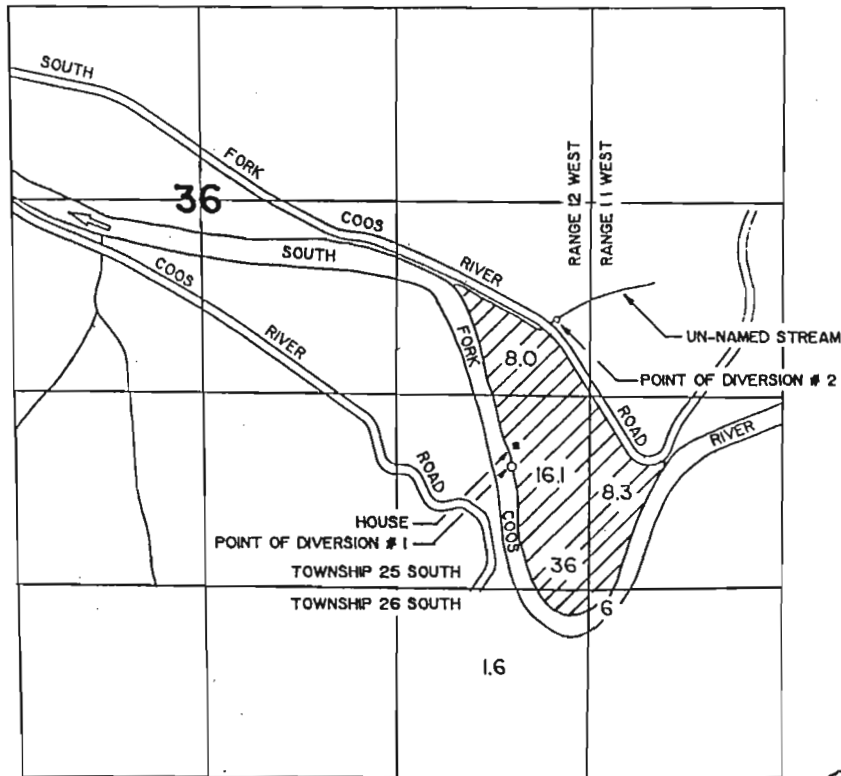 SOUTH
FORK
COOS
RIVER
ROAD
36
SOUTH
FORK
COOS
RIVER
COOS
RIVER
ROAD
RANGE 12 WEST
RANGE 11 WEST
UN-NAMED STREAM
POINT OF DIVERSION # 2
8.0
16.1
8.3
HOUSE
POINT OF DIVERSION # 1
36
TOWNSHIP 25 SOUTH
TOWNSHIP 26 SOUTH
6
1.6